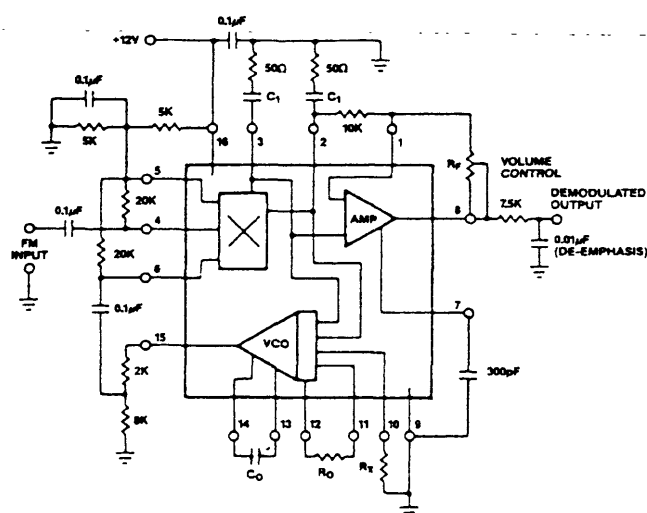 0.1µF
+12V
50Ω
50Ω
0.1µF
C1
C1
5K
5K
10K
16
3
2
1
RF
VOLUME
CONTROL
DEMODULATED
OUTPUT
5
20K
0.1µF
4
AMP
8
7.5K
FM
INPUT
20K
6
0.01µF
(DE-EMPHASIS)
0.1µF
7
15
VCO
2K
300pF
8K
14
13
12
11
10
9
CO
RO
RX